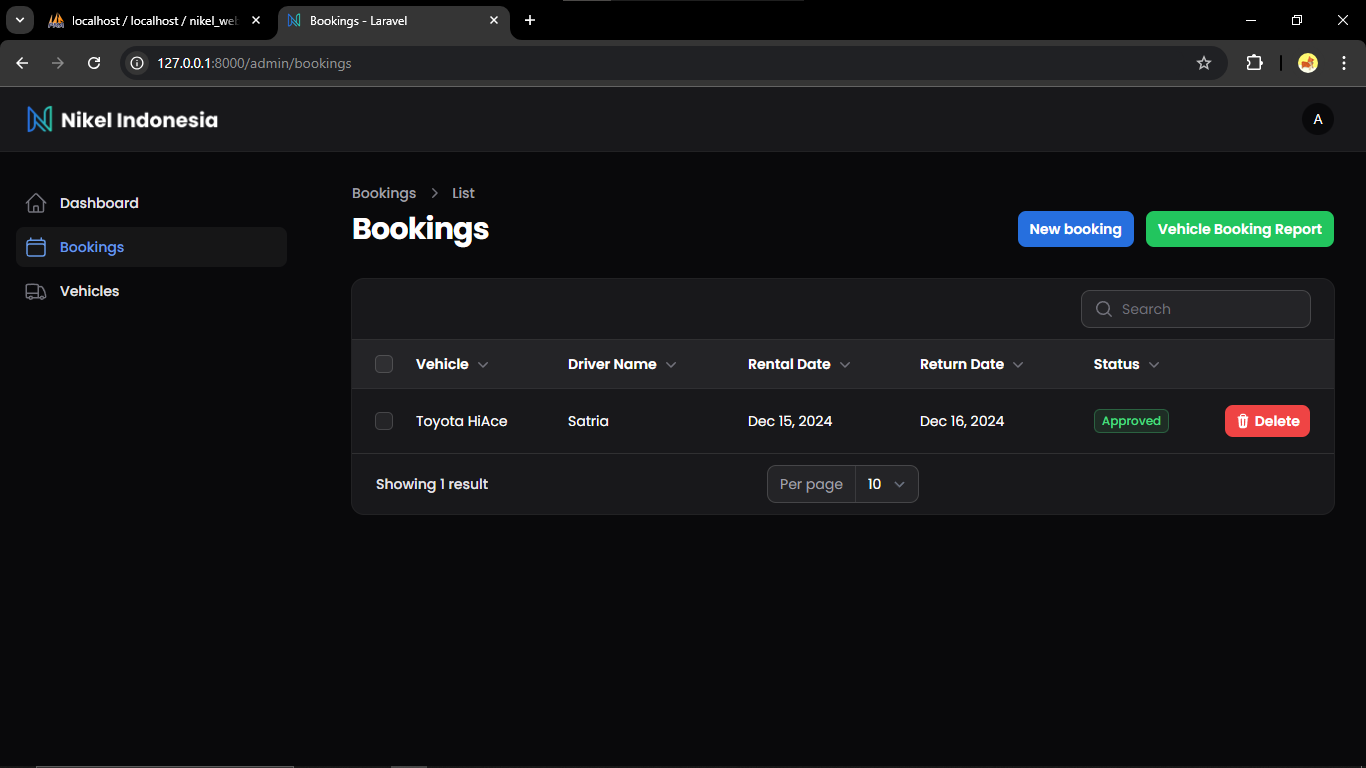 localhost / localhost / nikel_we
Bookings - Laravel
127.0.0.1:8000/admin/bookings
Nikel Indonesia
A
Dashboard
Bookings
Vehicles
Bookings > List
Bookings
New booking
Vehicle Booking Report
Search
Vehicle Driver Name Rental Date Return Date Status
Toyota HiAce Satria Dec 15, 2024 Dec 16, 2024 Approved Delete
Showing 1 result
Per page 10